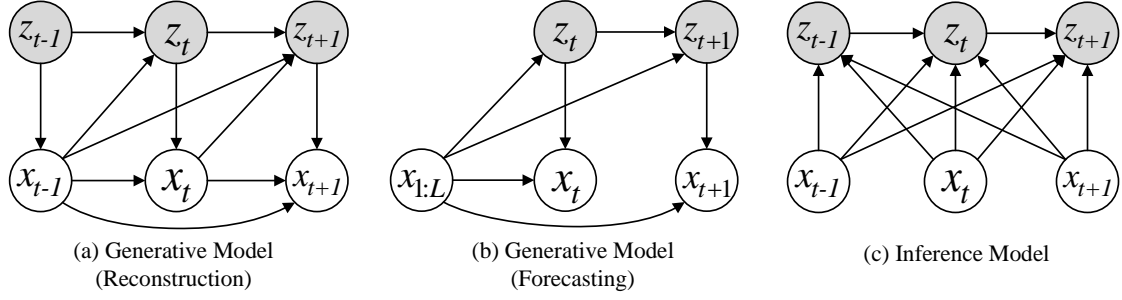 z_{t-1} z_t z_{t+1} z_t z_{t+1} z_{t-1} z_t z_{t+1}
x_{t-1} x_t x_{t+1} x_{1:L} x_t x_{t+1} x_{t-1} x_t x_{t+1}
(a) Generative Model
(Reconstruction)
(b) Generative Model
(Forecasting)
(c) Inference Model